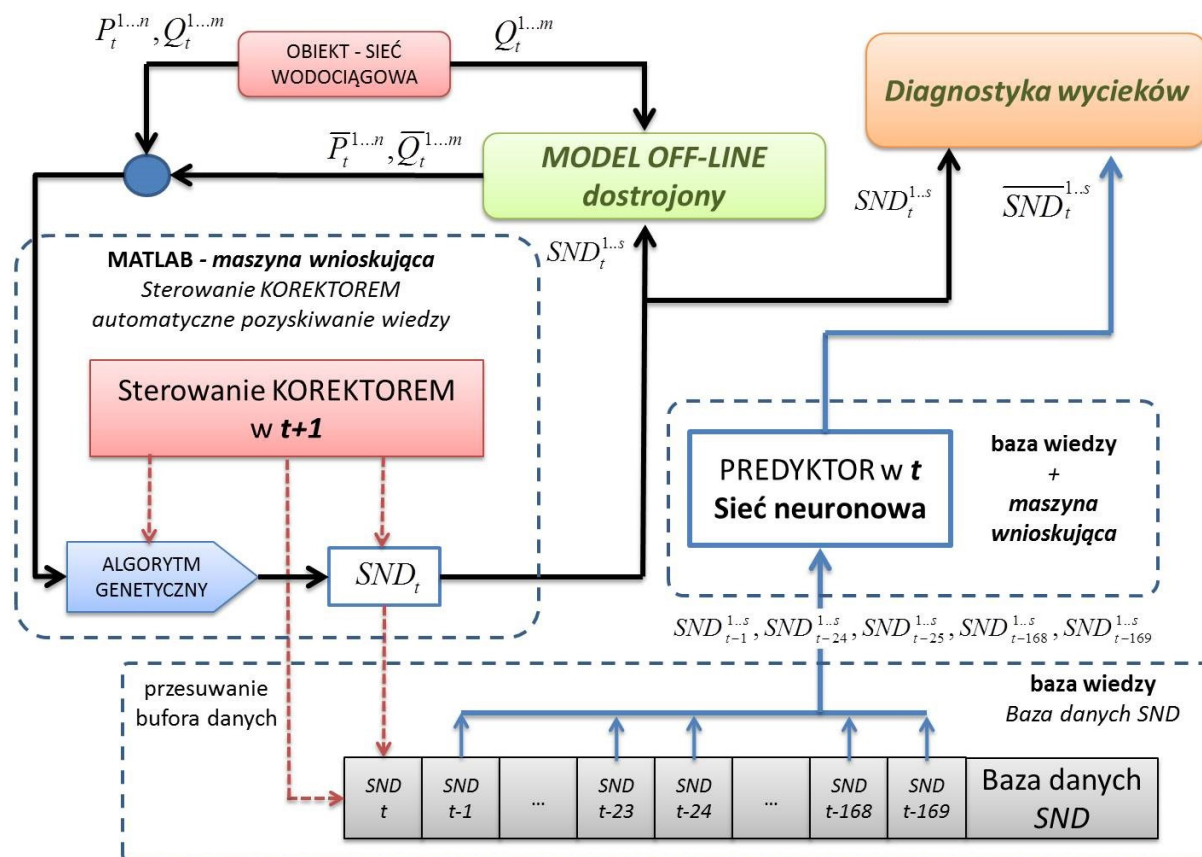 P_t^{1...n}, Q_t^{1...m}
OBIEKT - SIEĆ
WODOCIĄGOWA
Q_t^{1...m}
Diagnostyka wycieków
\overline{P}_t^{1...n}, \overline{Q}_t^{1...m}
MODEL OFF-LINE
dostrojony
SND_t^{1..s}
\overline{SND}_t^{1..s}
SND_t^{1..s}
MATLAB - maszyna wnioskująca
Sterowanie KOREKTOREM
automatyczne pozyskiwanie wiedzy
Sterowanie KOREKTOREM
w t+1
ALGORYTM
GENETYCZNY
SND_t
PREDYKTOR w t
Sieć neuronowa
baza wiedzy
+
maszyna
wnioskująca
SND_{t-1}^{1..s}, SND_{t-24}^{1..s}, SND_{t-25}^{1..s}, SND_{t-168}^{1..s}, SND_{t-169}^{1..s}
przesuwanie
bufora danych
baza wiedzy
Baza danych SND
SND
t
SND
t-1
...
SND
t-23
SND
t-24
...
SND
t-168
SND
t-169
Baza danych
SND